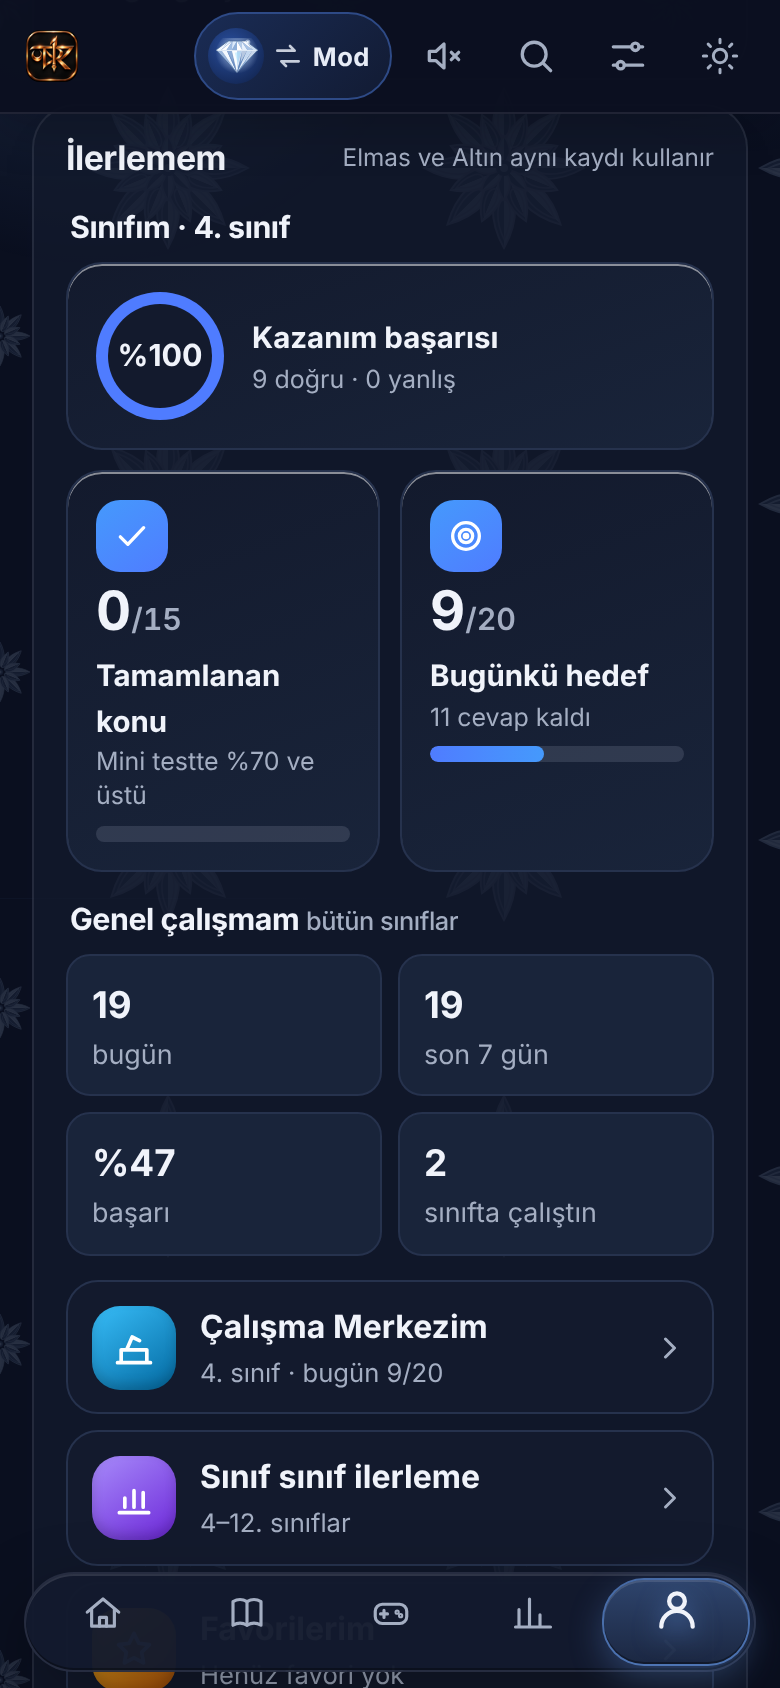 Mod
İlerlemem
Elmas ve Altın aynı kaydı kullanır
Sınıfım · 4. sınıf
%100
Kazanım başarısı
9 doğru · 0 yanlış
0/15
Tamamlanan
konu
Mini testte %70 ve
üstü
9/20
Bugünkü hedef
11 cevap kaldı
Genel çalışmam bütün sınıflar
19
bugün
19
son 7 gün
%47
başarı
2
sınıfta çalıştın
Çalışma Merkezim
4. sınıf · bugün 9/20
Sınıf sınıf ilerleme
4–12. sınıflar
Favorilerim
Henüz favori yok